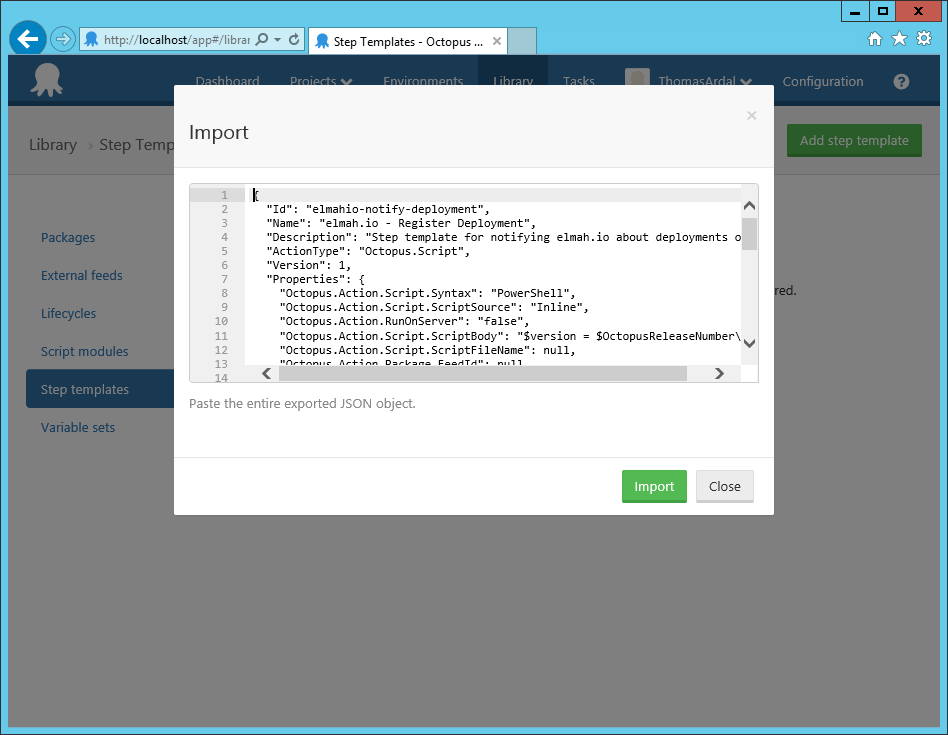 X
http://localhost/app#/librar
Step Templates - Octopus ...
Dashboard Projects Environments Library Tasks ThomasArdal Configuration ?
Library › Step Temp
Add step template
Import
×
1 {
2 "Id": "elmahio-notify-deployment",
3 "Name": "elmah.io - Register Deployment",
4 "Description": "Step template for notifying elmah.io about deployments o
5 "ActionType": "Octopus.Script",
6 "Version": 1,
7 "Properties": {
8 "Octopus.Action.Script.Syntax": "PowerShell",
9 "Octopus.Action.Script.ScriptSource": "Inline",
10 "Octopus.Action.RunOnServer": "false",
11 "Octopus.Action.Script.ScriptBody": "$version = $OctopusReleaseNumber\
12 "Octopus.Action.Script.ScriptFileName": null,
13 "Octopus.Action.Package.FeedId": null
14
Paste the entire exported JSON object.
Import
Close
Packages
External feeds
Lifecycles
Script modules
Step templates
Variable sets
red.